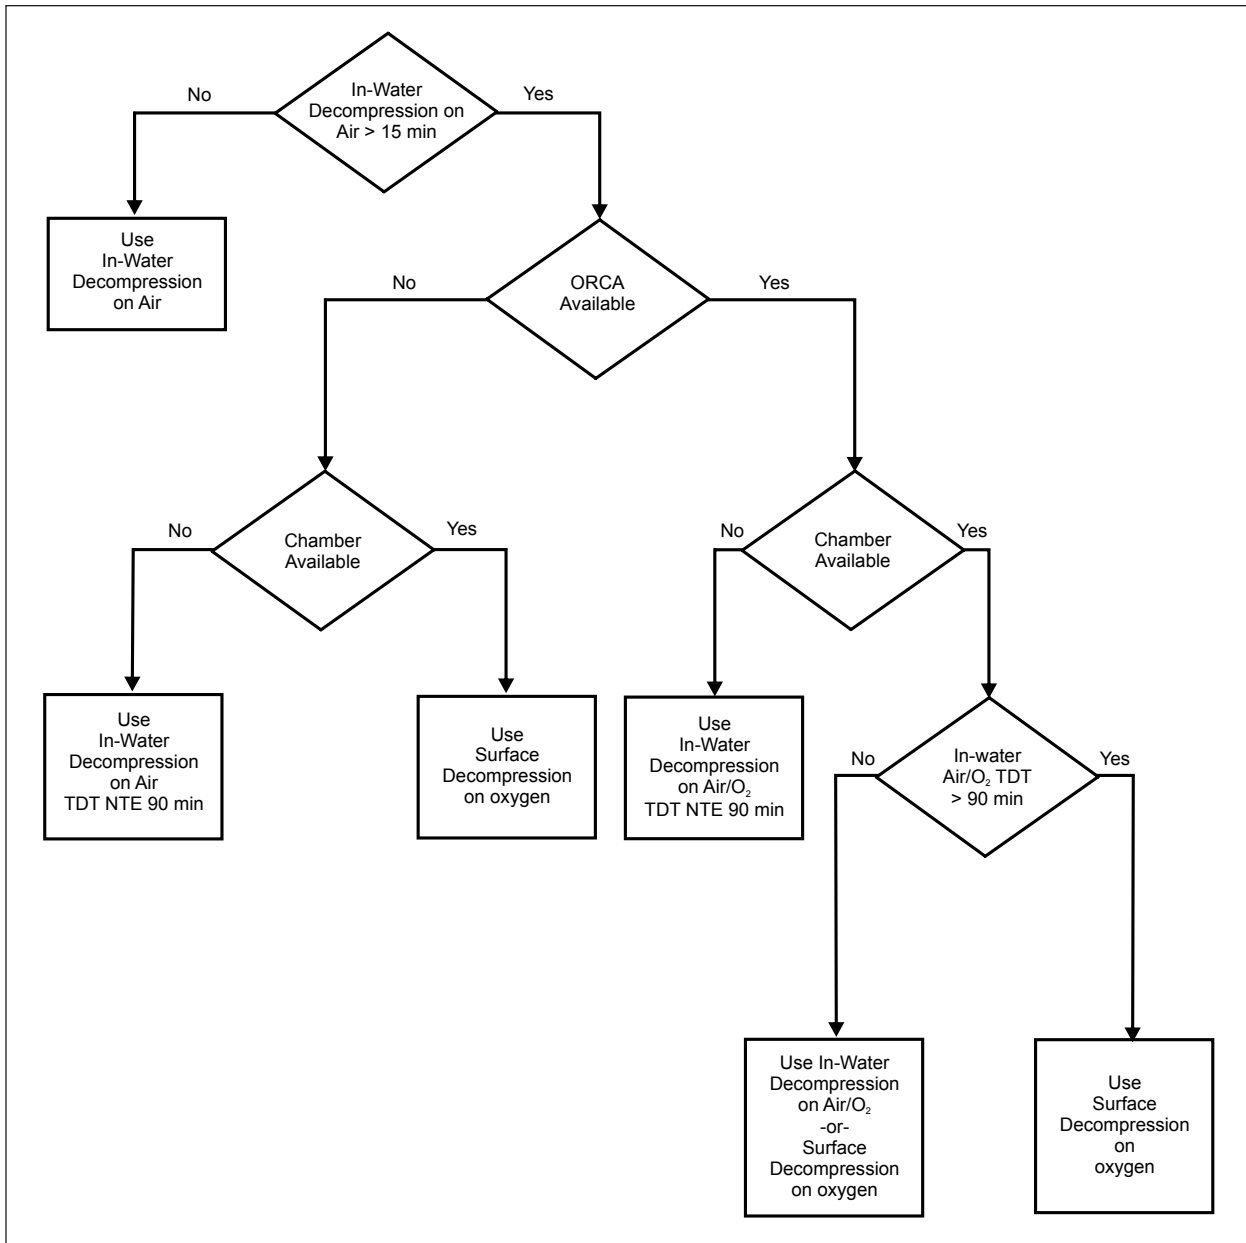 In-Water
Decompression on
Air > 15 min
No
Yes
Use
In-Water
Decompression
on Air
ORCA
Available
No
Yes
Chamber
Available
No
Yes
Chamber
Available
No
Yes
Use
In-Water
Decompression
on Air
TDT NTE 90 min
Use
Surface
Decompression
on oxygen
Use
In-Water
Decompression
on Air/O₂
TDT NTE 90 min
In-water
Air/O₂ TDT
> 90 min
No
Yes
Use In-Water
Decompression
on Air/O₂
-or-
Surface
Decompression
on oxygen
Use
Surface
Decompression
on
oxygen